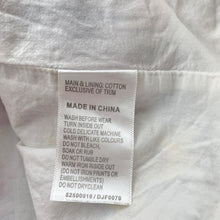 MAIN & LINING: COTTON
EXCLUSIVE OF TRIM
MADE IN CHINA
WASH BEFORE WEAR
TURN INSIDE OUT
COLD DELICATE MACHINE
WASH WITH LIKE COLOURS
DO NOT BLEACH,
SOAK OR RUB
DO NOT TUMBLE DRY
WARM IRON INSIDE OUT
(DO NOT IRON PRINTS OR
EMBELLISHMENTS)
DO NOT DRYCLEAN
52500016 / DJF0079